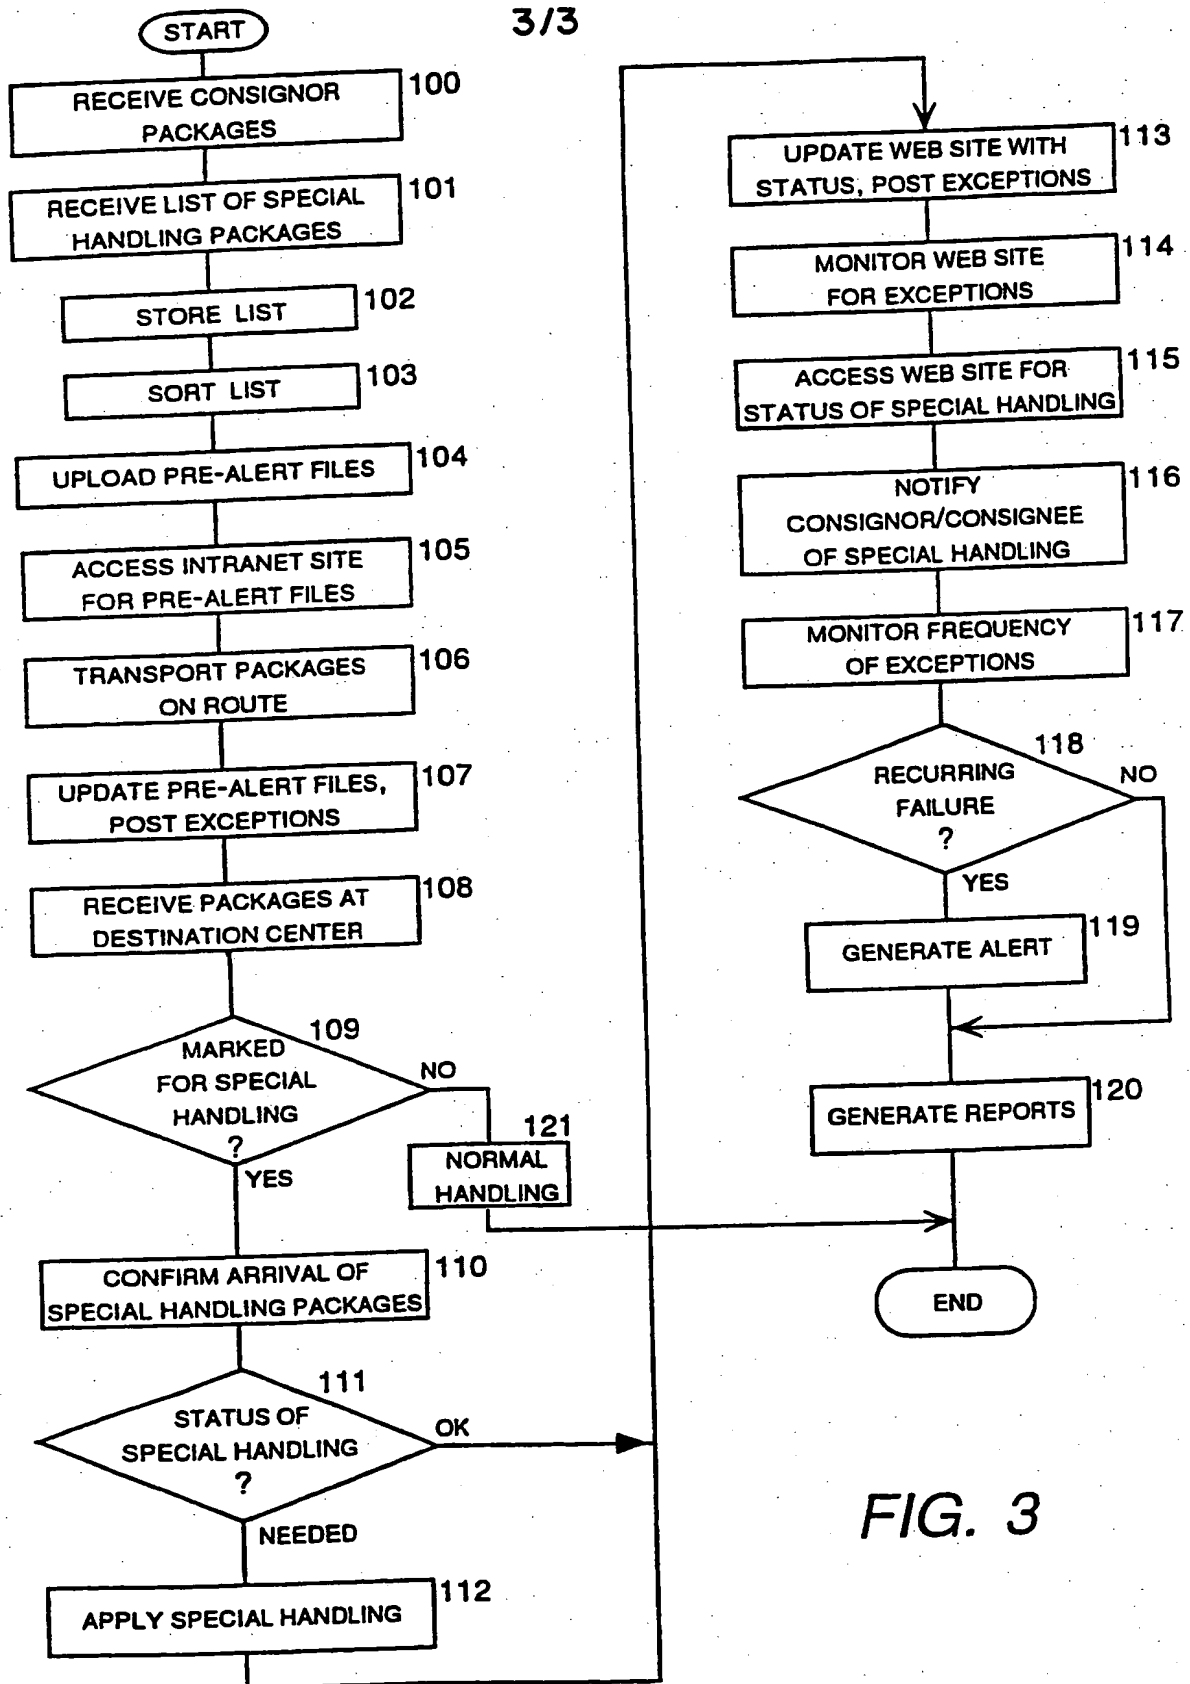 3/3
START
RECEIVE CONSIGNOR
PACKAGES
100
RECEIVE LIST OF SPECIAL
HANDLING PACKAGES
101
STORE LIST
102
SORT LIST
103
UPLOAD PRE-ALERT FILES
104
ACCESS INTRANET SITE
FOR PRE-ALERT FILES
105
TRANSPORT PACKAGES
ON ROUTE
106
UPDATE PRE-ALERT FILES,
POST EXCEPTIONS
107
RECEIVE PACKAGES AT
DESTINATION CENTER
108
MARKED
FOR SPECIAL
HANDLING
?
109
NO
YES
121
NORMAL
HANDLING
CONFIRM ARRIVAL OF
SPECIAL HANDLING PACKAGES
110
STATUS OF
SPECIAL HANDLING
?
111
OK
NEEDED
APPLY SPECIAL HANDLING
112
UPDATE WEB SITE WITH
STATUS, POST EXCEPTIONS
113
MONITOR WEB SITE
FOR EXCEPTIONS
114
ACCESS WEB SITE FOR
STATUS OF SPECIAL HANDLING
115
NOTIFY
CONSIGNOR/CONSIGNEE
OF SPECIAL HANDLING
116
MONITOR FREQUENCY
OF EXCEPTIONS
117
RECURRING
FAILURE
?
118
NO
YES
GENERATE ALERT
119
GENERATE REPORTS
120
END
FIG. 3